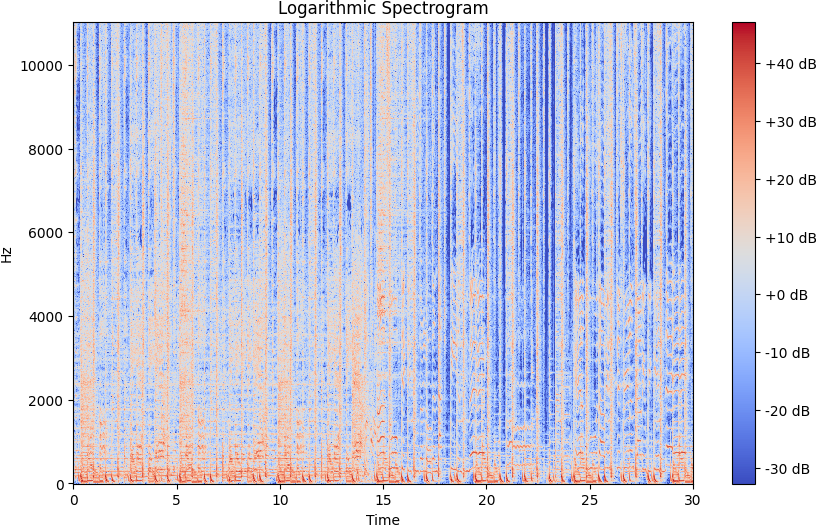 Logarithmic Spectrogram
Hz
10000
8000
6000
4000
2000
0
0 5 10 15 20 25 30
Time
+40 dB
+30 dB
+20 dB
+10 dB
+0 dB
-10 dB
-20 dB
-30 dB